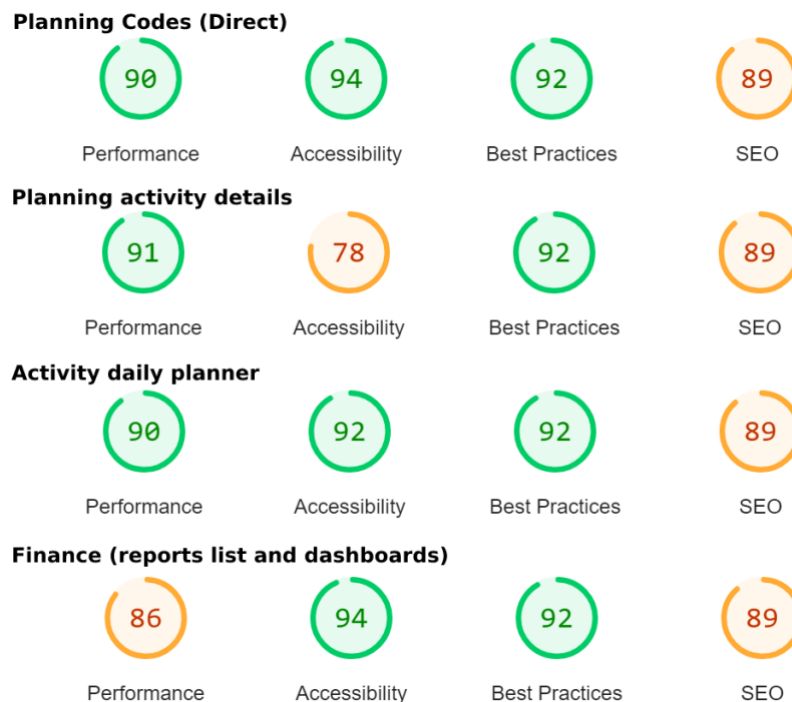 Planning Codes (Direct)
90 94 92 89
Performance Accessibility Best Practices SEO
Planning activity details
91 78 92 89
Performance Accessibility Best Practices SEO
Activity daily planner
90 92 92 89
Performance Accessibility Best Practices SEO
Finance (reports list and dashboards)
86 94 92 89
Performance Accessibility Best Practices SEO